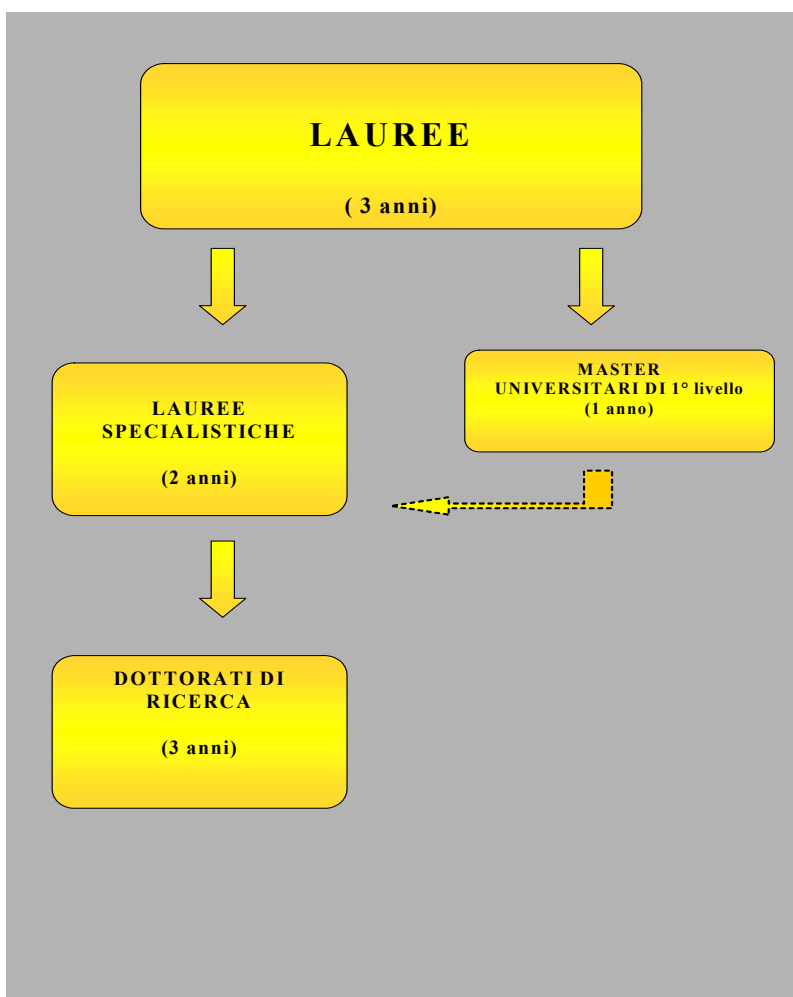 LAUREE
( 3 anni)
LAUREE
SPECIALISTICHE
(2 anni)
MASTER
UNIVERSITARI DI 1° livello
(1 anno)
DOTTORATI DI
RICERCA
(3 anni)